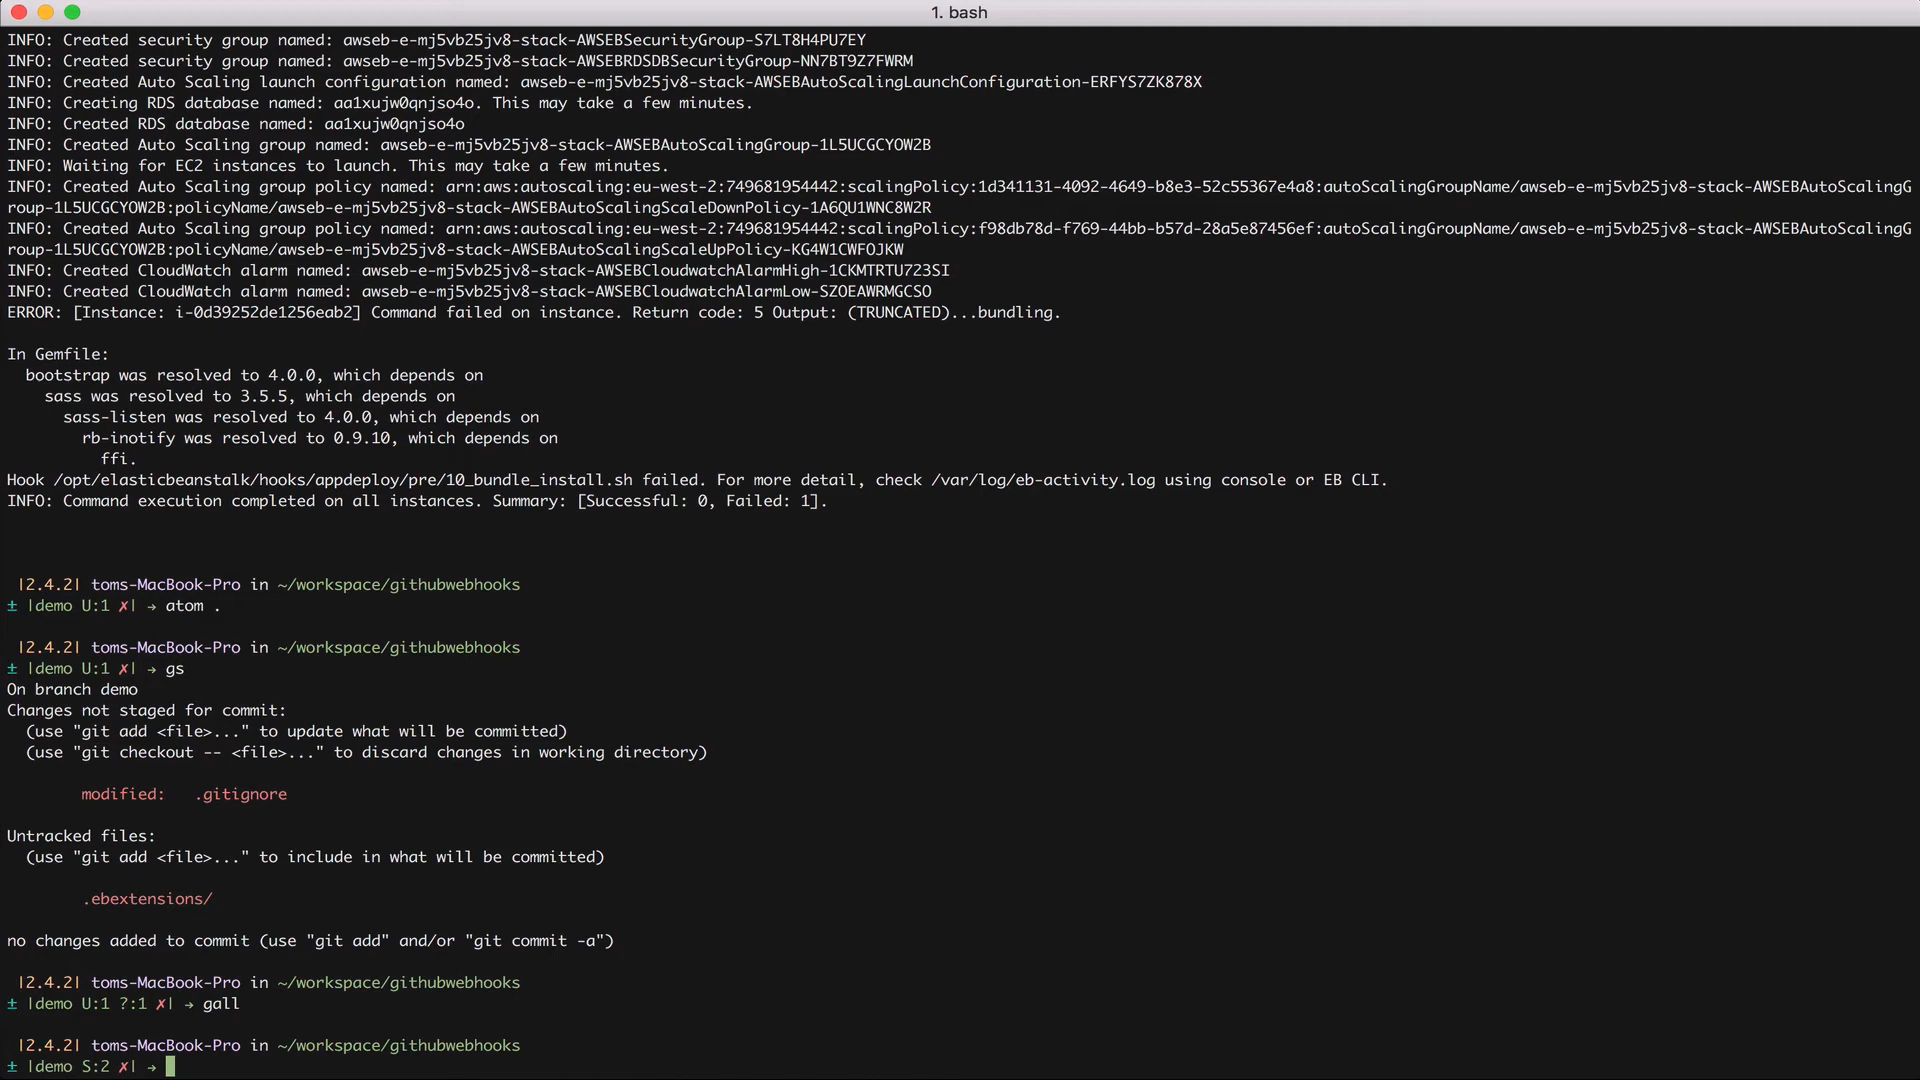 1. bash
INFO: Created security group named: awseb-e-mj5vb25jv8-stack-AWSEBSecurityGroup-S7LT8H4PU7EY
INFO: Created security group named: awseb-e-mj5vb25jv8-stack-AWSEBRDSDBSecurityGroup-NN7BT9Z7FWRM
INFO: Created Auto Scaling launch configuration named: awseb-e-mj5vb25jv8-stack-AWSEBAutoScalingLaunchConfiguration-ERFYS7ZK878X
INFO: Creating RDS database named: aa1xujw0qnjso4o. This may take a few minutes.
INFO: Created RDS database named: aa1xujw0qnjso4o
INFO: Created Auto Scaling group named: awseb-e-mj5vb25jv8-stack-AWSEBAutoScalingGroup-1L5UCGCYOW2B
INFO: Waiting for EC2 instances to launch. This may take a few minutes.
INFO: Created Auto Scaling group policy named: arn:aws:autoscaling:eu-west-2:749681954442:scalingPolicy:1d341131-4092-4649-b8e3-52c55367e4a8:autoScalingGroupName/awseb-e-mj5vb25jv8-stack-AWSEBAutoScalingG
roup-1L5UCGCYOW2B:policyName/awseb-e-mj5vb25jv8-stack-AWSEBAutoScalingScaleDownPolicy-1A6QU1WNC8W2R
INFO: Created Auto Scaling group policy named: arn:aws:autoscaling:eu-west-2:749681954442:scalingPolicy:f98db78d-f769-44bb-b57d-28a5e87456ef:autoScalingGroupName/awseb-e-mj5vb25jv8-stack-AWSEBAutoScalingG
roup-1L5UCGCYOW2B:policyName/awseb-e-mj5vb25jv8-stack-AWSEBAutoScalingScaleUpPolicy-KG4W1CWFOJKW
INFO: Created CloudWatch alarm named: awseb-e-mj5vb25jv8-stack-AWSEBCloudwatchAlarmHigh-1CKMTRTU723SI
INFO: Created CloudWatch alarm named: awseb-e-mj5vb25jv8-stack-AWSEBCloudwatchAlarmLow-SZOEAWRMGCSO
ERROR: [Instance: i-0d39252de1256eab2] Command failed on instance. Return code: 5 Output: (TRUNCATED)...bundling.
In Gemfile:
bootstrap was resolved to 4.0.0, which depends on
sass was resolved to 3.5.5, which depends on
sass-listen was resolved to 4.0.0, which depends on
rb-inotify was resolved to 0.9.10, which depends on
ffi.
Hook /opt/elasticbeanstalk/hooks/appdeploy/pre/10_bundle_install.sh failed. For more detail, check /var/log/eb-activity.log using console or EB CLI.
INFO: Command execution completed on all instances. Summary: [Successful: 0, Failed: 1].
|2.4.2| toms-MacBook-Pro in ~/workspace/githubwebhooks
± |demo U:1 ✗| → atom .
|2.4.2| toms-MacBook-Pro in ~/workspace/githubwebhooks
± |demo U:1 ✗| → gs
On branch demo
Changes not staged for commit:
(use "git add <file>..." to update what will be committed)
(use "git checkout -- <file>..." to discard changes in working directory)
modified: .gitignore
Untracked files:
(use "git add <file>..." to include in what will be committed)
.ebextensions/
no changes added to commit (use "git add" and/or "git commit -a")
|2.4.2| toms-MacBook-Pro in ~/workspace/githubwebhooks
± |demo U:1 ?:1 ✗| → gall
|2.4.2| toms-MacBook-Pro in ~/workspace/githubwebhooks
± |demo S:2 ✗| →